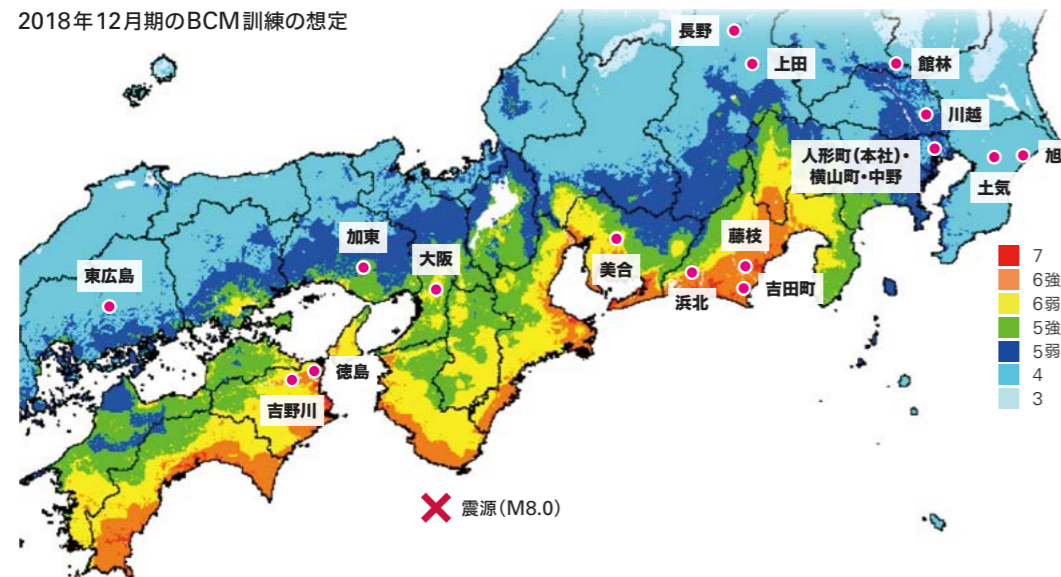 2018年12月期のBCM訓練の想定
長野
上田
館林
川越
人形町(本社)・
横山町・中野
旭
土気
加東
大阪
東広島
藤枝
美合
浜北
吉田町
徳島
吉野川
震源(M8.0)
7
6強
6弱
5強
5弱
4
3